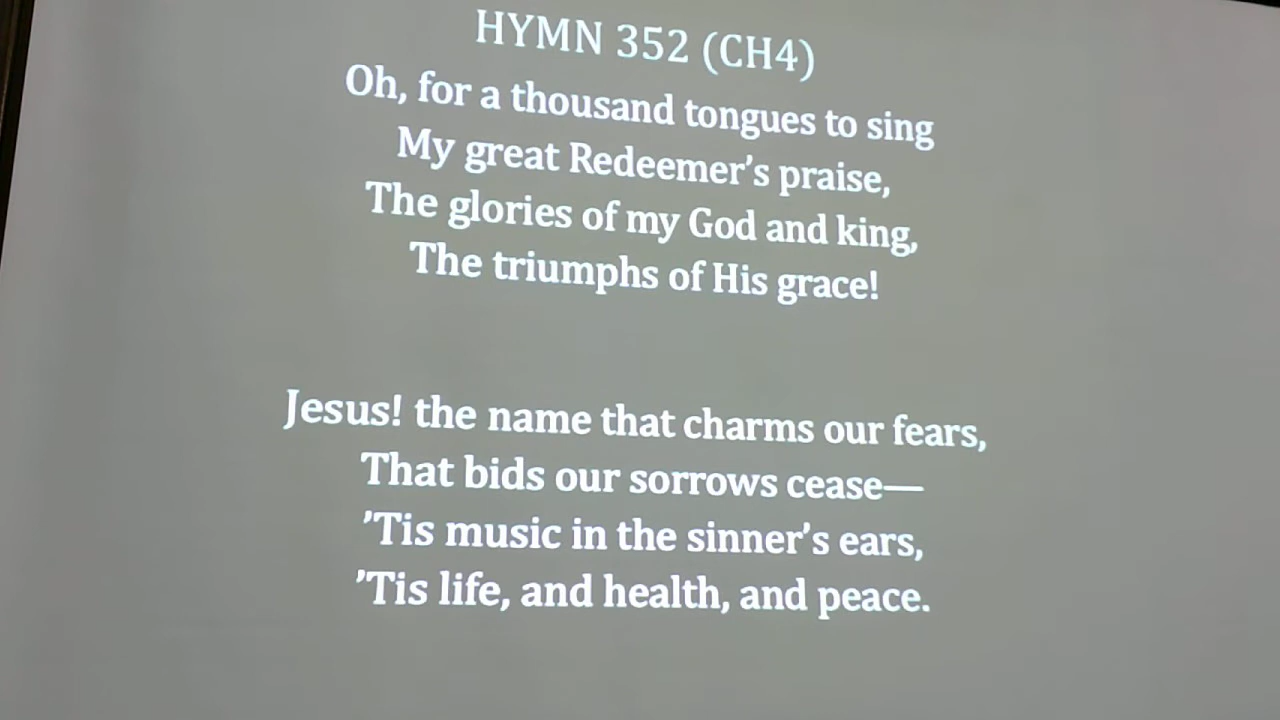 HYMN 352 (CH4)
Oh, for a thousand tongues to sing
My great Redeemer’s praise,
The glories of my God and king,
The triumphs of His grace!
Jesus! the name that charms our fears,
That bids our sorrows cease—
’Tis music in the sinner’s ears,
’Tis life, and health, and peace.